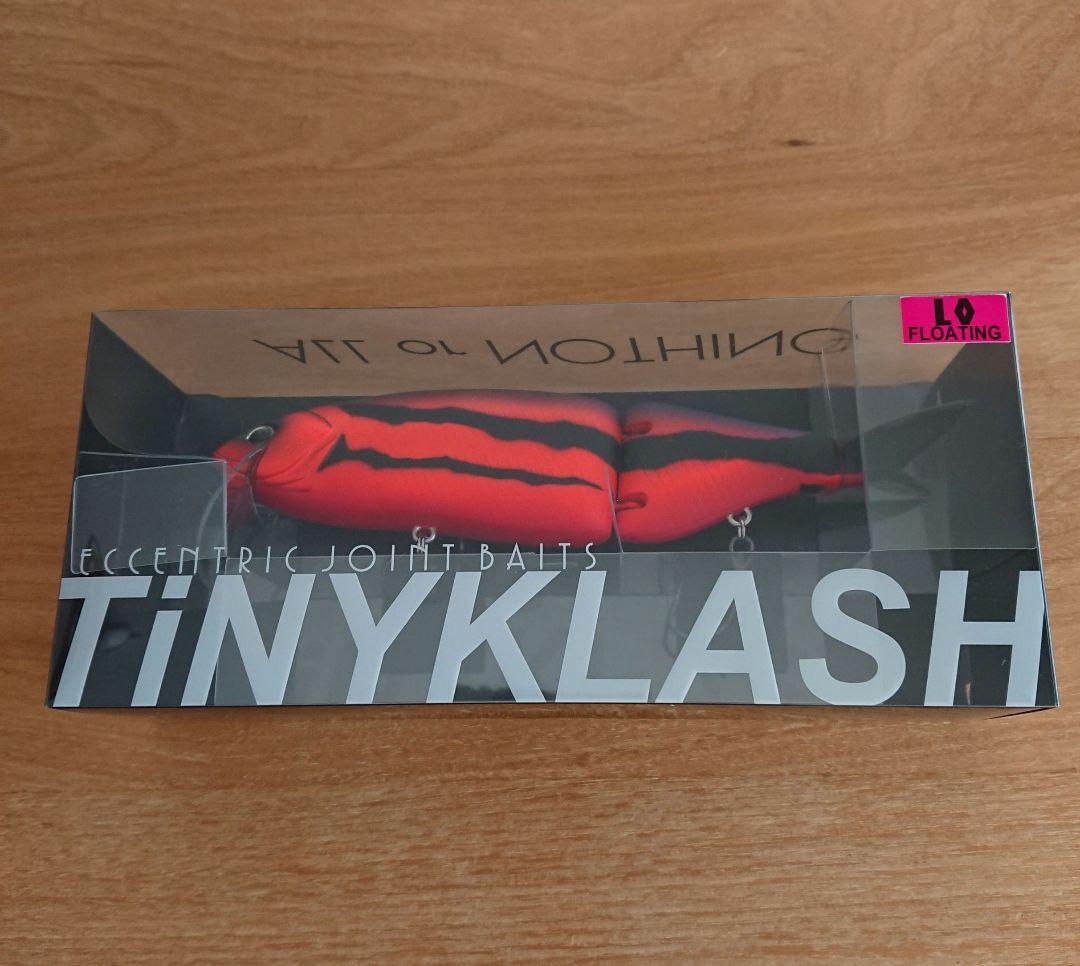 LO
FLOATING
ALL or NOTHING
ECCENTRIC JOINT BAITS
TiNYKLASH